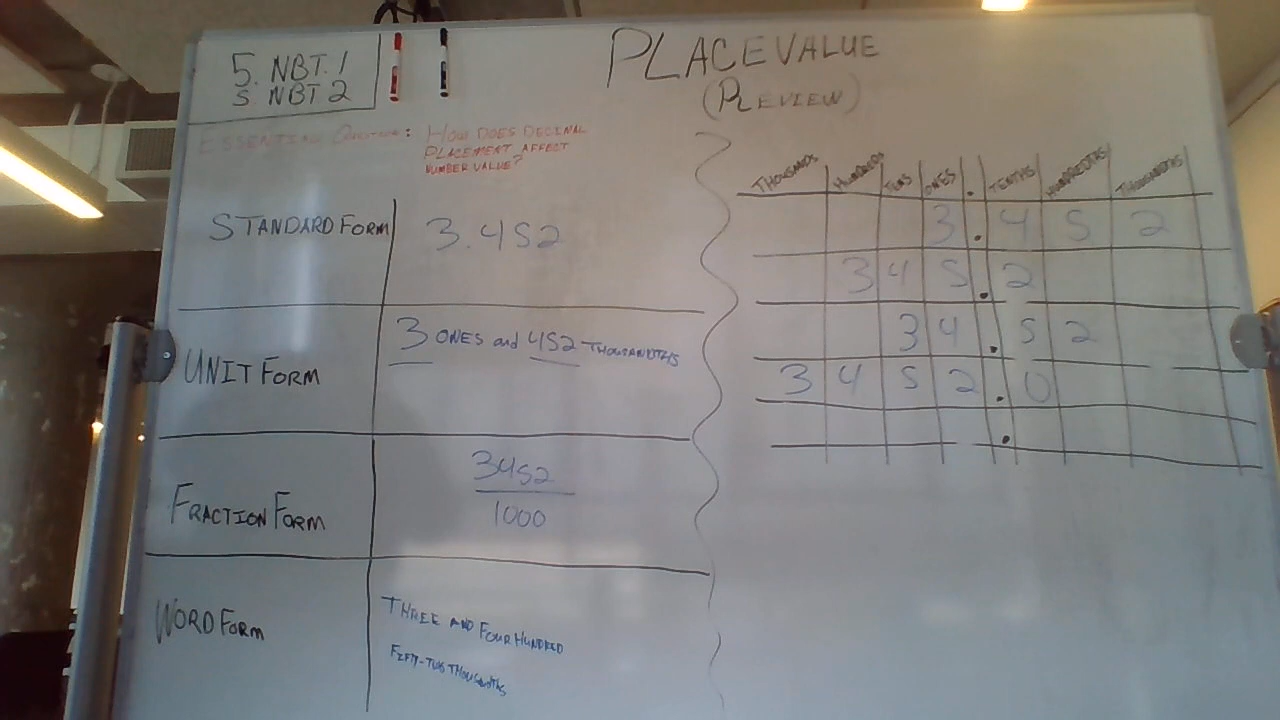 5. NBT. 1
5 NBT 2
PLACE VALUE
(PREVIEW)
ESSENTIAL QUESTION: HOW DOES DECIMAL
PLACEMENT AFFECT
NUMBER VALUE?
STANDARD FORM
3.452
UNIT FORM
3 ONES and 452 THOUSANDTHS
FRACTION FORM
3452
1000
WORD FORM
THREE AND FOUR HUNDRED
FIFTY-TWO THOUSANDTHS
THOUSANDS HUNDREDS TENS ONES . TENTHS HUNDREDTHS THOUSANDTHS
3 . 4 5 2
3 4 5 . 2
3 4 . 5 2
3 4 5 2 . 0
.